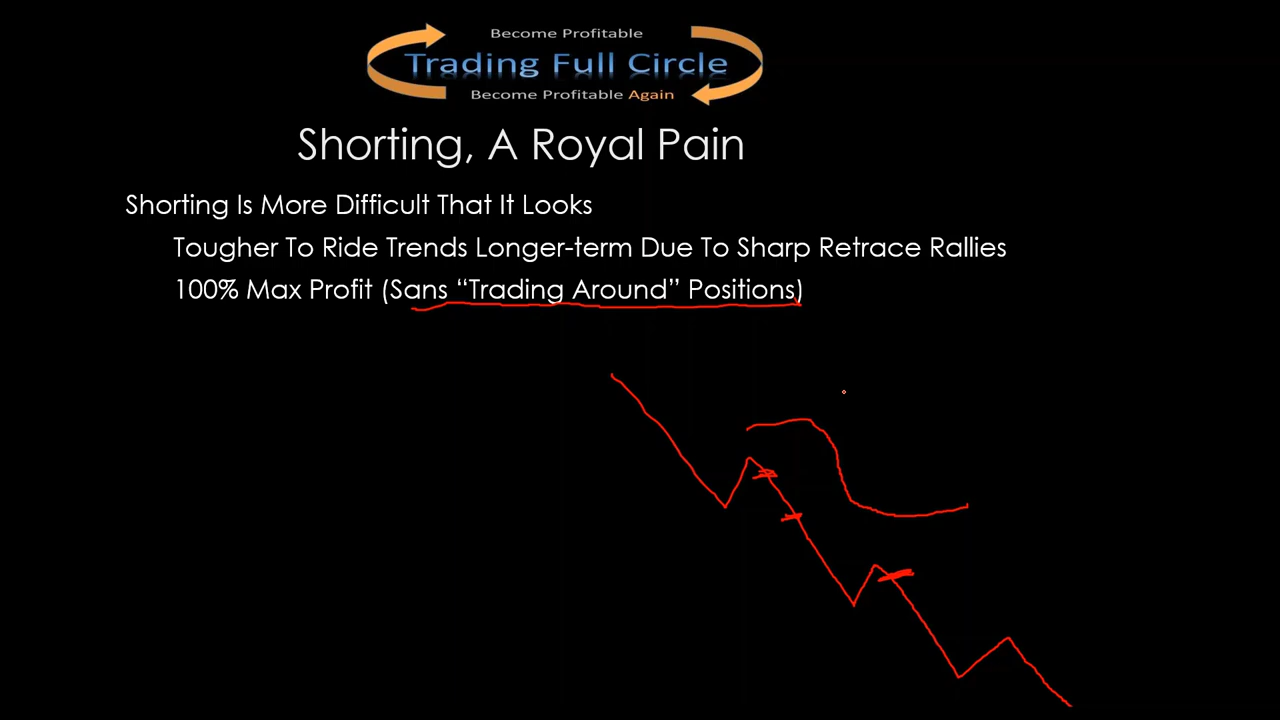 Become Profitable
Trading Full Circle
Become Profitable Again
Shorting, A Royal Pain
Shorting Is More Difficult That It Looks
Tougher To Ride Trends Longer-term Due To Sharp Retrace Rallies
100% Max Profit (Sans “Trading Around” Positions)